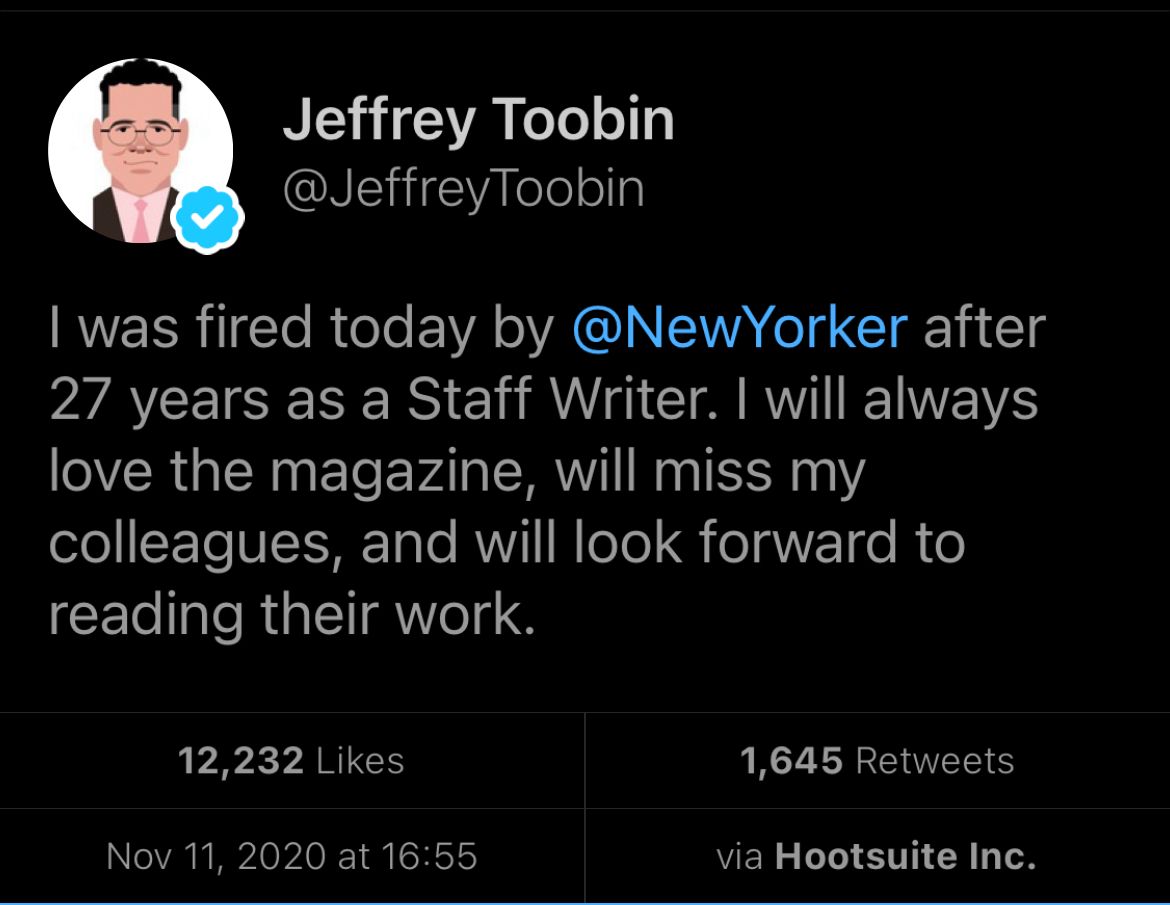 Jeffrey Toobin
@JeffreyToobin
I was fired today by @NewYorker after
27 years as a Staff Writer. I will always
love the magazine, will miss my
colleagues, and will look forward to
reading their work.
12,232 Likes
1,645 Retweets
Nov 11, 2020 at 16:55
via Hootsuite Inc.